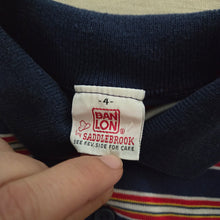 -4-
BAN
LON
SADDLEBROOK
SEE REV. SIDE FOR CARE